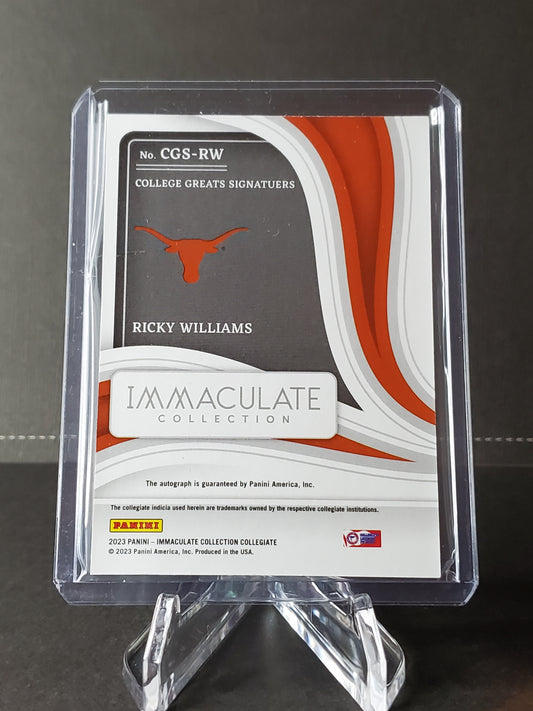 No. CGS-RW
COLLEGE GREATS SIGNATUERS
RICKY WILLIAMS
IMMACULATE
COLLECTION
The autograph is guaranteed by Panini America, Inc.
The collegiate indicia used herein are trademarks owned by the respective collegiate institutions.
PANINI
2023 PANINI – IMMACULATE COLLECTION COLLEGIATE
© 2023 Panini America, Inc. Produced in the USA.